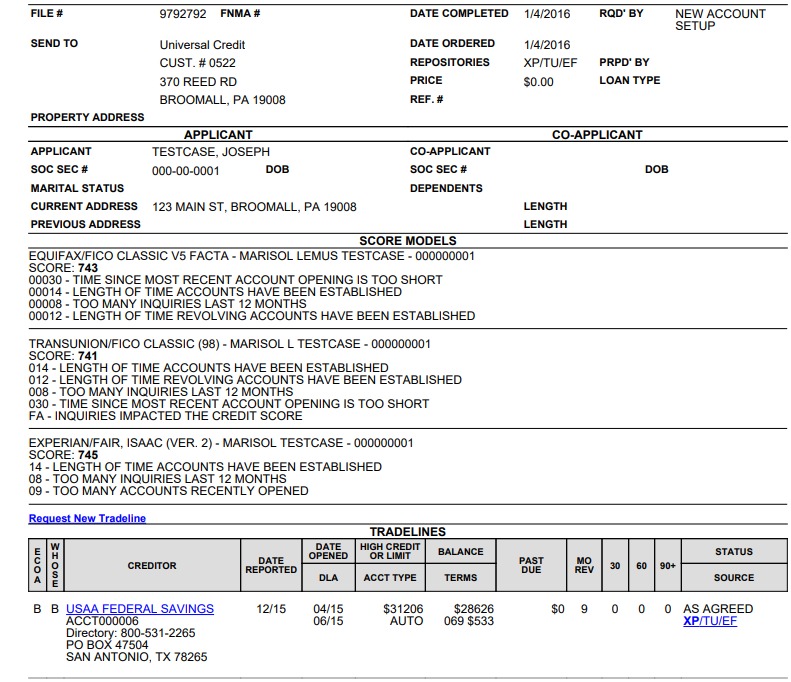 FILE # 9792792 FNMA # DATE COMPLETED 1/4/2016 RQD' BY NEW ACCOUNT SETUP
SEND TO Universal Credit DATE ORDERED 1/4/2016
CUST. # 0522 REPOSITORIES XP/TU/EF PRPD' BY
370 REED RD PRICE $0.00 LOAN TYPE
BROOMALL, PA 19008 REF. #
PROPERTY ADDRESS
APPLICANT CO-APPLICANT
APPLICANT TESTCASE, JOSEPH CO-APPLICANT
SOC SEC # 000-00-0001 DOB SOC SEC # DOB
MARITAL STATUS DEPENDENTS
CURRENT ADDRESS 123 MAIN ST, BROOMALL, PA 19008 LENGTH
PREVIOUS ADDRESS LENGTH
SCORE MODELS
EQUIFAX/FICO CLASSIC V5 FACTA - MARISOL LEMUS TESTCASE - 000000001
SCORE: 743
00030 - TIME SINCE MOST RECENT ACCOUNT OPENING IS TOO SHORT
00014 - LENGTH OF TIME ACCOUNTS HAVE BEEN ESTABLISHED
00008 - TOO MANY INQUIRIES LAST 12 MONTHS
00012 - LENGTH OF TIME REVOLVING ACCOUNTS HAVE BEEN ESTABLISHED
TRANSUNION/FICO CLASSIC (98) - MARISOL L TESTCASE - 000000001
SCORE: 741
014 - LENGTH OF TIME ACCOUNTS HAVE BEEN ESTABLISHED
012 - LENGTH OF TIME REVOLVING ACCOUNTS HAVE BEEN ESTABLISHED
008 - TOO MANY INQUIRIES LAST 12 MONTHS
030 - TIME SINCE MOST RECENT ACCOUNT OPENING IS TOO SHORT
FA - INQUIRIES IMPACTED THE CREDIT SCORE
EXPERIAN/FAIR, ISAAC (VER. 2) - MARISOL TESTCASE - 000000001
SCORE: 745
14 - LENGTH OF TIME ACCOUNTS HAVE BEEN ESTABLISHED
08 - TOO MANY INQUIRIES LAST 12 MONTHS
09 - TOO MANY ACCOUNTS RECENTLY OPENED
Request New Tradeline
TRADELINES
ECOA WHOSE CREDITOR DATE REPORTED DATE OPENED HIGH CREDIT OR LIMIT BALANCE PAST DUE MO REV 30 60 90+ STATUS
DLA ACCT TYPE TERMS SOURCE
B B USAA FEDERAL SAVINGS 12/15 04/15 $31206 $28626 $0 9 0 0 0 AS AGREED
ACCT000006 06/15 AUTO 069 $533 XP/TU/EF
Directory: 800-531-2265
PO BOX 47504
SAN ANTONIO, TX 78265